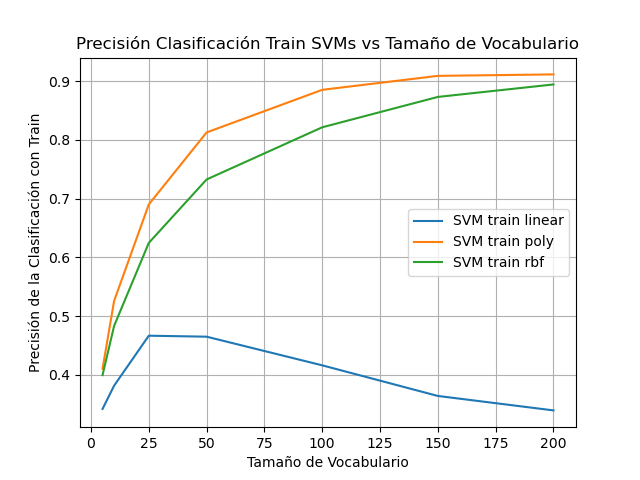 Precisión Clasificación Train SVMs vs Tamaño de Vocabulario
Precisión de la Clasificación con Train
0.9
0.8
0.7
0.6
0.5
0.4
SVM train linear
SVM train poly
SVM train rbf
0 25 50 75 100 125 150 175 200
Tamaño de Vocabulario